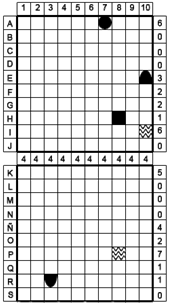 1 2 3 4 5 6 7 8 9 10
A 6
B 0
C 0
D 0
E 3
F 2
G 2
H 1
I 6
J 0
4 4 4 4 4 4 4 4 4 4
K 5
L 0
M 0
N 0
Ñ 4
O 2
P 7
Q 1
R 1
S 0